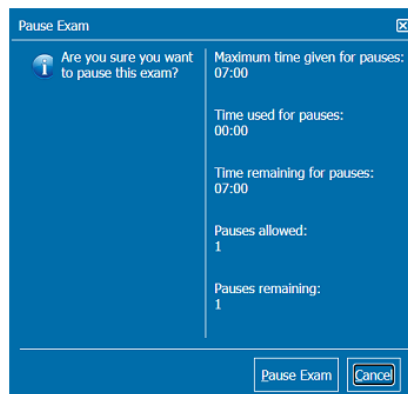 Pause Exam
Are you sure you want
to pause this exam?
Maximum time given for pauses:
07:00
Time used for pauses:
00:00
Time remaining for pauses:
07:00
Pauses allowed:
1
Pauses remaining:
1
Pause Exam
Cancel